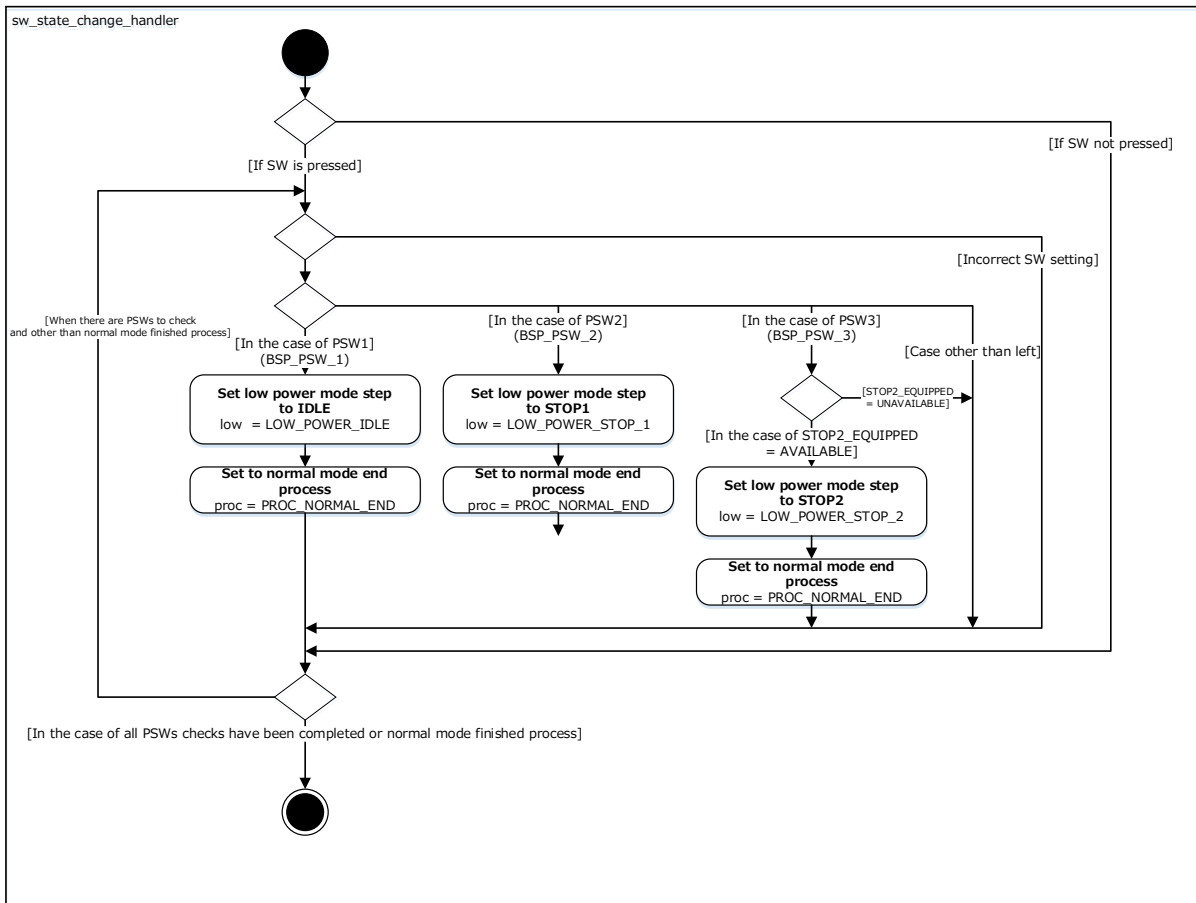 sw_state_change_handler
[If SW not pressed]
[If SW is pressed]
[Incorrect SW setting]
[When there are PSWs to check
and other than normal mode finished process]
[In the case of PSW1]
(BSP_PSW_1)
[In the case of PSW2]
(BSP_PSW_2)
[In the case of PSW3]
(BSP_PSW_3)
[Case other than left]
Set low power mode step
to IDLE
low  = LOW_POWER_IDLE
Set low power mode step
to STOP1
low = LOW_POWER_STOP_1
[STOP2_EQUIPPED
= UNAVAILABLE]
[In the case of STOP2_EQUIPPED
= AVAILABLE]
Set to normal mode end
process
proc = PROC_NORMAL_END
Set to normal mode end
process
proc = PROC_NORMAL_END
Set low power mode step
to STOP2
low = LOW_POWER_STOP_2
Set to normal mode end
process
proc = PROC_NORMAL_END
[In the case of all PSWs checks have been completed or normal mode finished process]